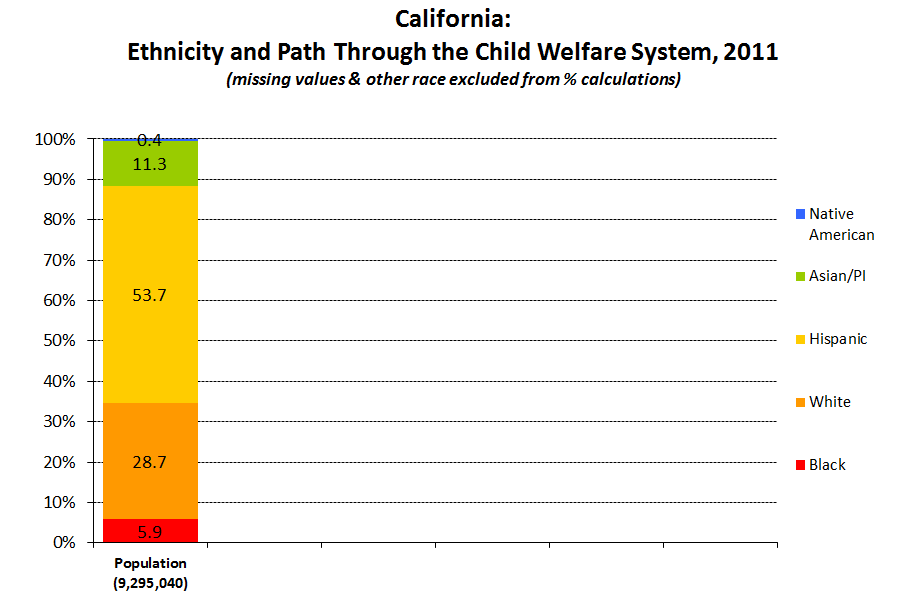 California:
Ethnicity and Path Through the Child Welfare System, 2011
(missing values & other race excluded from % calculations)
100%
90%
80%
70%
60%
50%
40%
30%
20%
10%
0%
0.4
11.3
53.7
28.7
5.9
Population
(9,295,040)
Native
American
Asian/PI
Hispanic
White
Black